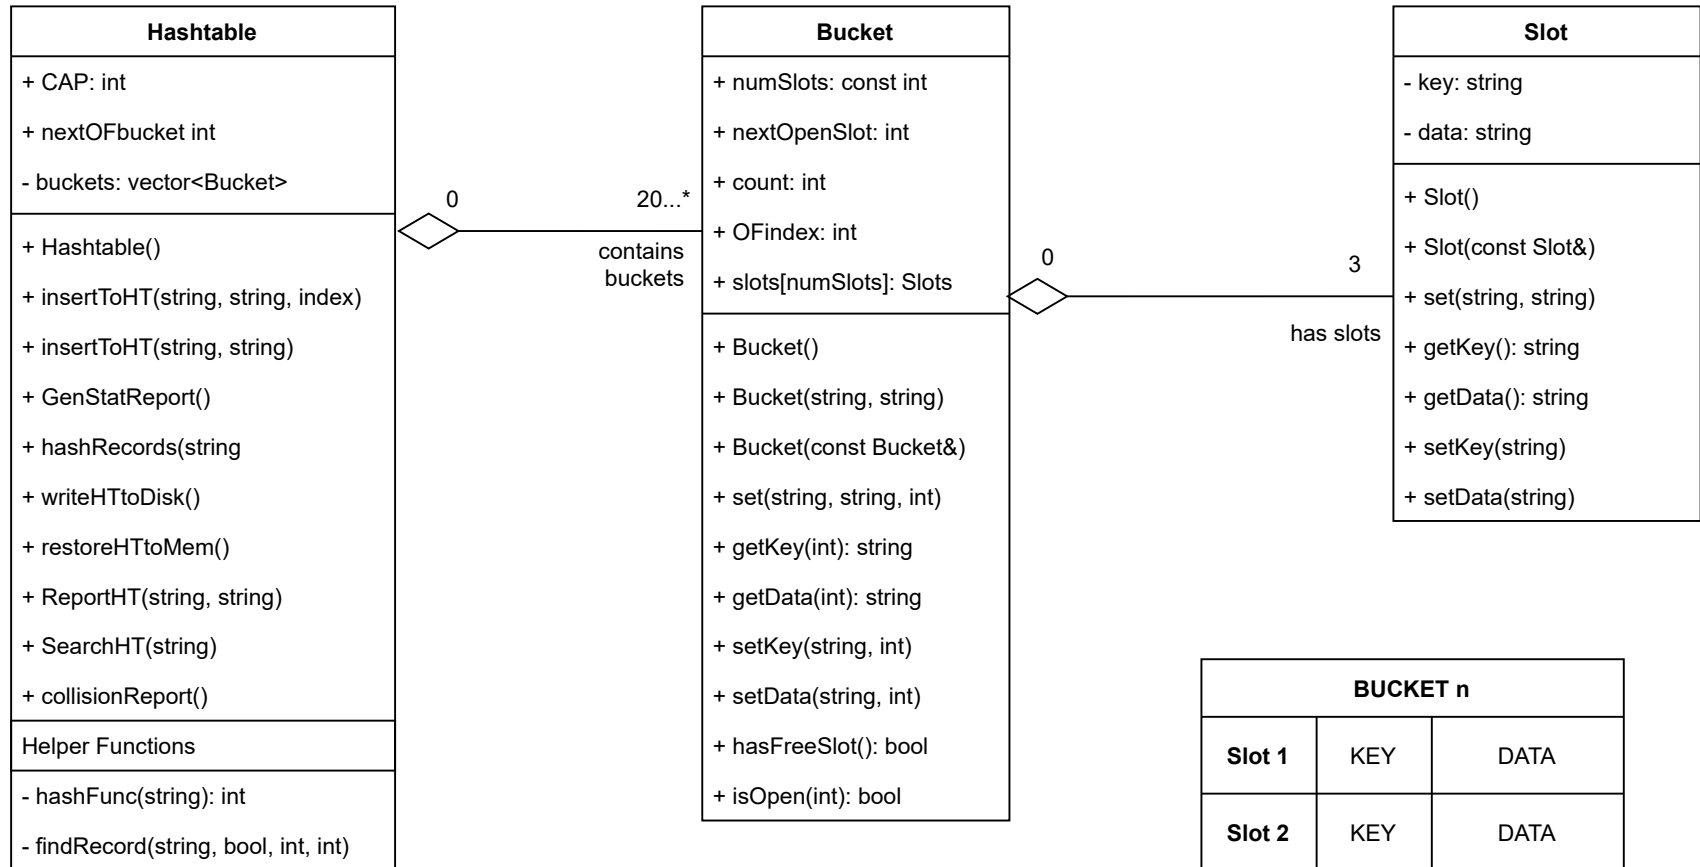 Hashtable
+ CAP: int
+ nextOFbucket int
- buckets: vector<Bucket>
+ Hashtable()
+ insertToHT(string, string, index)
+ insertToHT(string, string)
+ GenStatReport()
+ hashRecords(string
+ writeHTtoDisk()
+ restoreHTtoMem()
+ ReportHT(string, string)
+ SearchHT(string)
+ collisionReport()
Helper Functions
- hashFunc(string): int
- findRecord(string, bool, int, int)
0
20...*
contains
buckets
Bucket
+ numSlots: const int
+ nextOpenSlot: int
+ count: int
+ OFindex: int
+ slots[numSlots]: Slots
+ Bucket()
+ Bucket(string, string)
+ Bucket(const Bucket&)
+ set(string, string, int)
+ getKey(int): string
+ getData(int): string
+ setKey(string, int)
+ setData(string, int)
+ hasFreeSlot(): bool
+ isOpen(int): bool
0
3
has slots
Slot
- key: string
- data: string
+ Slot()
+ Slot(const Slot&)
+ set(string, string)
+ getKey(): string
+ getData(): string
+ setKey(string)
+ setData(string)
BUCKET n
Slot 1 KEY DATA
Slot 2 KEY DATA